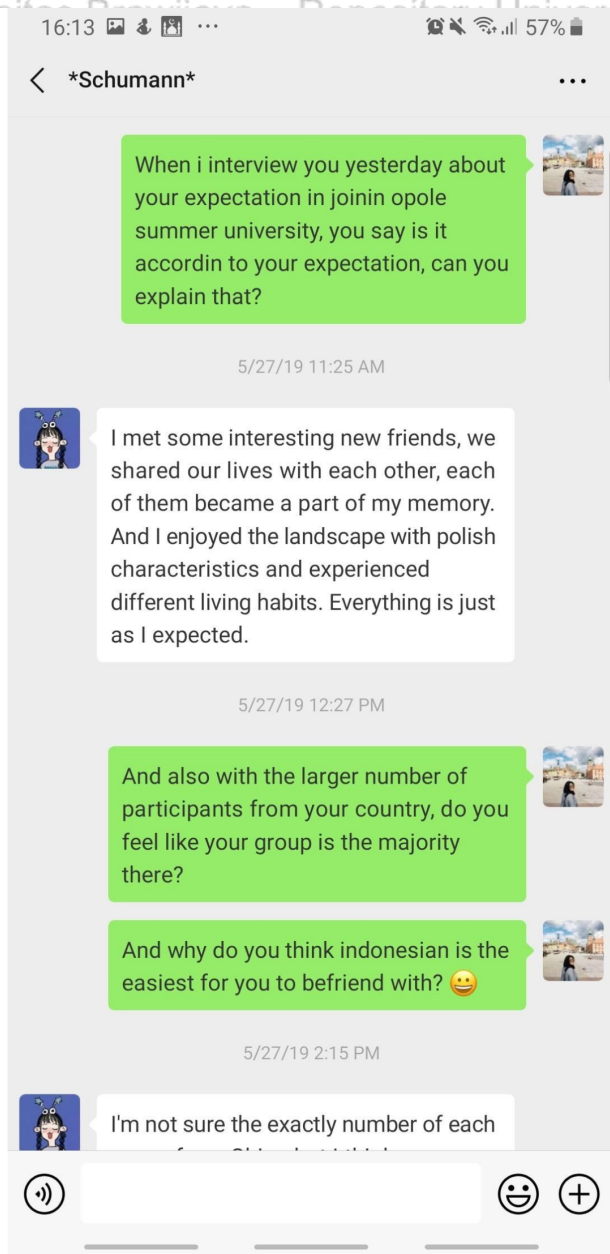 16:13 57%
*Schumann*
When i interview you yesterday about
your expectation in joinin opole
summer university, you say is it
accordin to your expectation, can you
explain that?
5/27/19 11:25 AM
I met some interesting new friends, we
shared our lives with each other, each
of them became a part of my memory.
And I enjoyed the landscape with polish
characteristics and experienced
different living habits. Everything is just
as I expected.
5/27/19 12:27 PM
And also with the larger number of
participants from your country, do you
feel like your group is the majority
there?
And why do you think indonesian is the
easiest for you to befriend with? 😀
5/27/19 2:15 PM
I'm not sure the exactly number of each